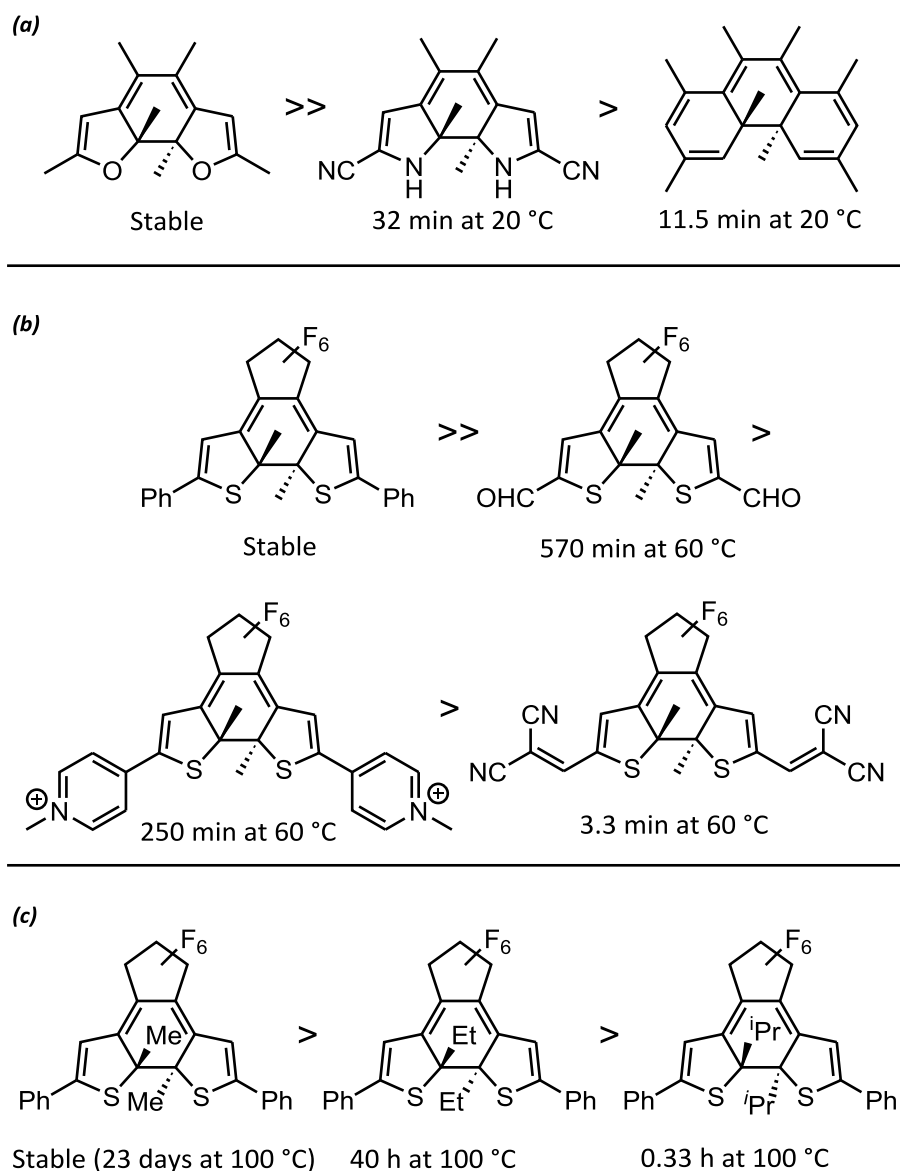 (a)
>> >
O O CN N H N H CN
Stable 32 min at 20 °C 11.5 min at 20 °C
(b)
F6 F6
>> >
Ph S S Ph OHC S S CHO
Stable 570 min at 60 °C
F6 F6
>
CN CN
S S NC S S CN
+ N N +
250 min at 60 °C 3.3 min at 60 °C
(c)
F6 F6 F6
Me > Et > iPr
Ph S Me S Ph Ph S Et S Ph Ph S iPr S Ph
Stable (23 days at 100 °C) 40 h at 100 °C 0.33 h at 100 °C